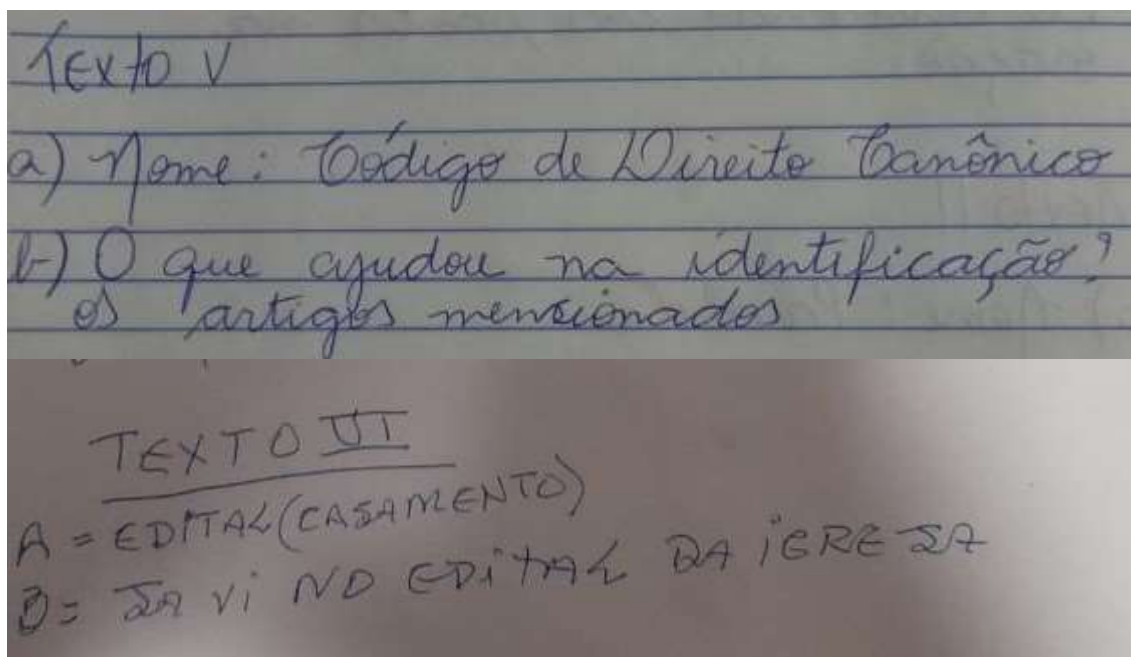 Texto V
a) Nome: Código de Direito Canônico
b) O que ajudou na identificação?
os artigos mencionados
TEXTO VI
A = EDITAL (CASAMENTO)
B = JA Vi NO EDiTAL DA iGREJA